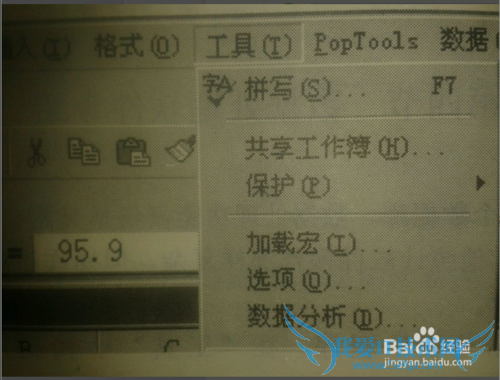 插入(I) 格式(O) 工具(T) PopTools 数据(
拼写(S)... F7
共享工作簿(H)...
保护(P)
= 95.9
加载宏(I)...
选项(O)...
数据分析(D)...
B C
Baidu 经验
jingyan.baidu.com